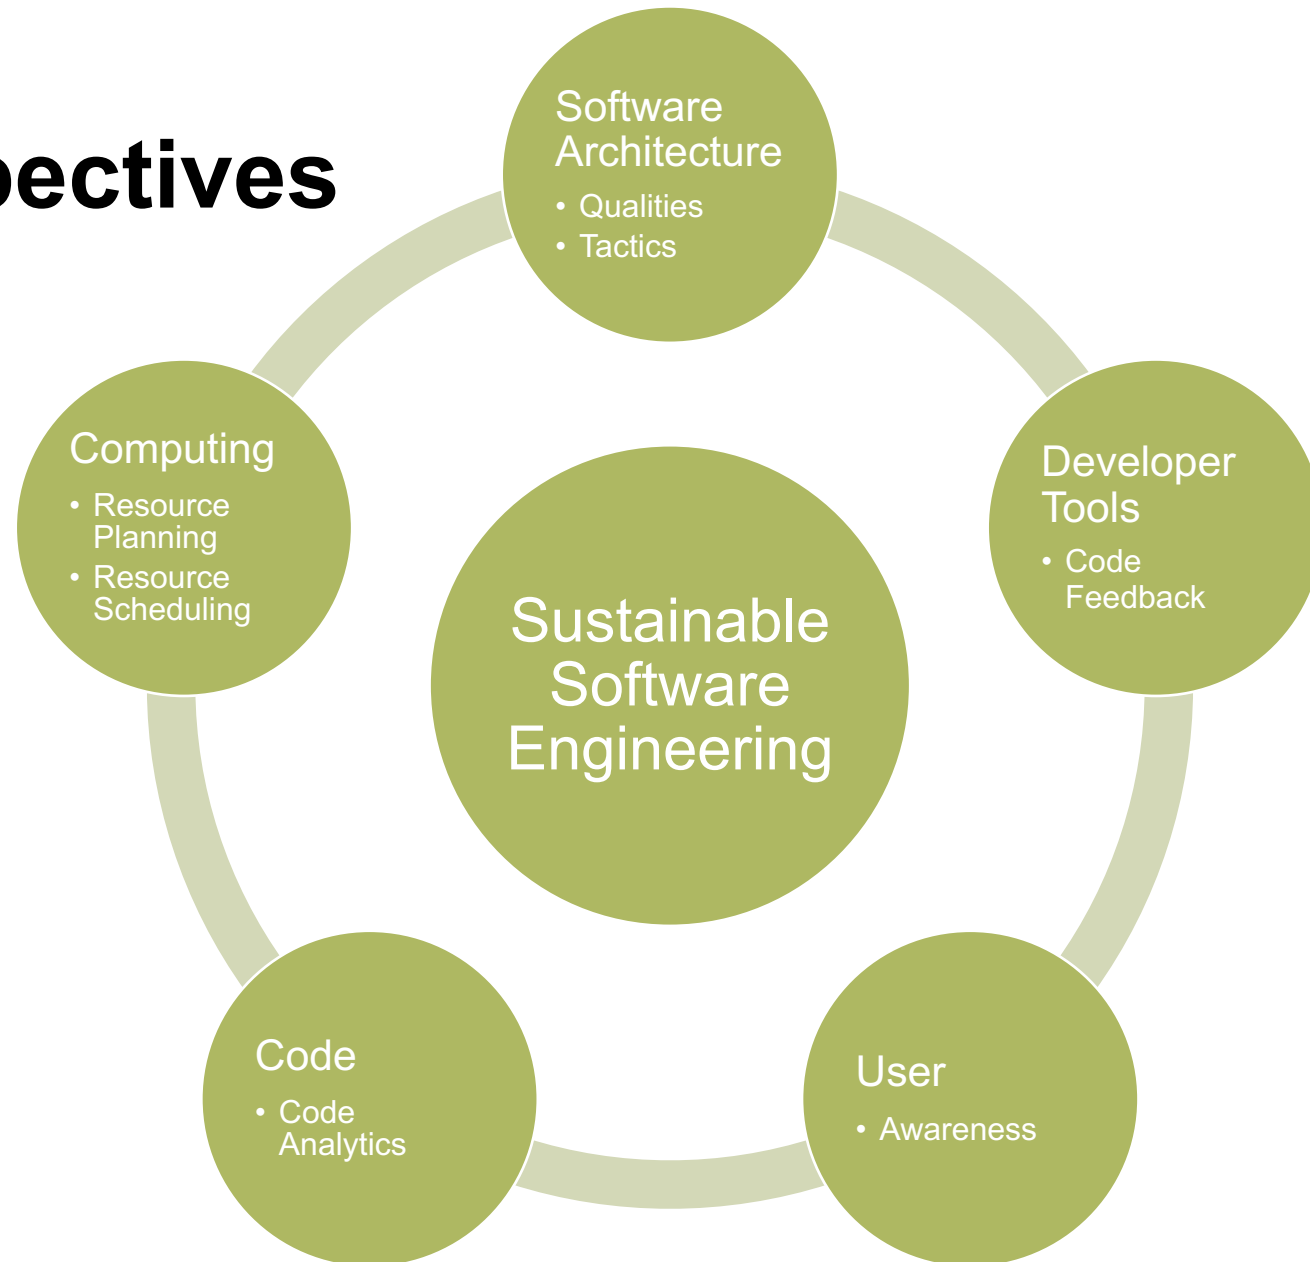 pectives
Software
Architecture
• Qualities
• Tactics
Developer
Tools
• Code
Feedback
User
• Awareness
Code
• Code
Analytics
Computing
• Resource
Planning
• Resource
Scheduling
Sustainable
Software
Engineering